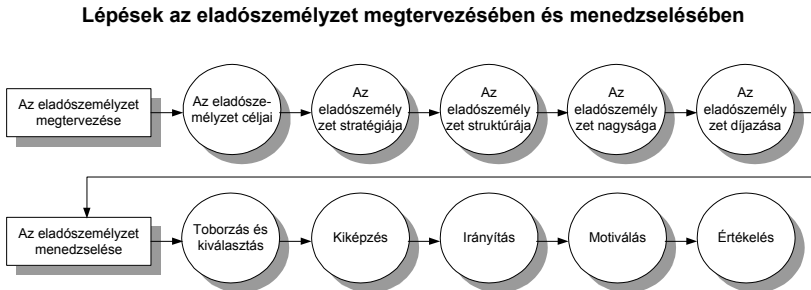 Lépések az eladószemélyzet megtervezésében és menedzselésében
Az eladószemélyzet
megtervezése
Az eladósze-
mélyzet céljai
Az
eladószemély
zet stratégiája
Az
eladószemély
zet struktúrája
Az
eladószemély
zet nagysága
Az
eladószemély
zet díjazása
Az eladószemélyzet
menedzselése
Toborzás és
kiválasztás
Kiképzés
Irányítás
Motiválás
Értékelés